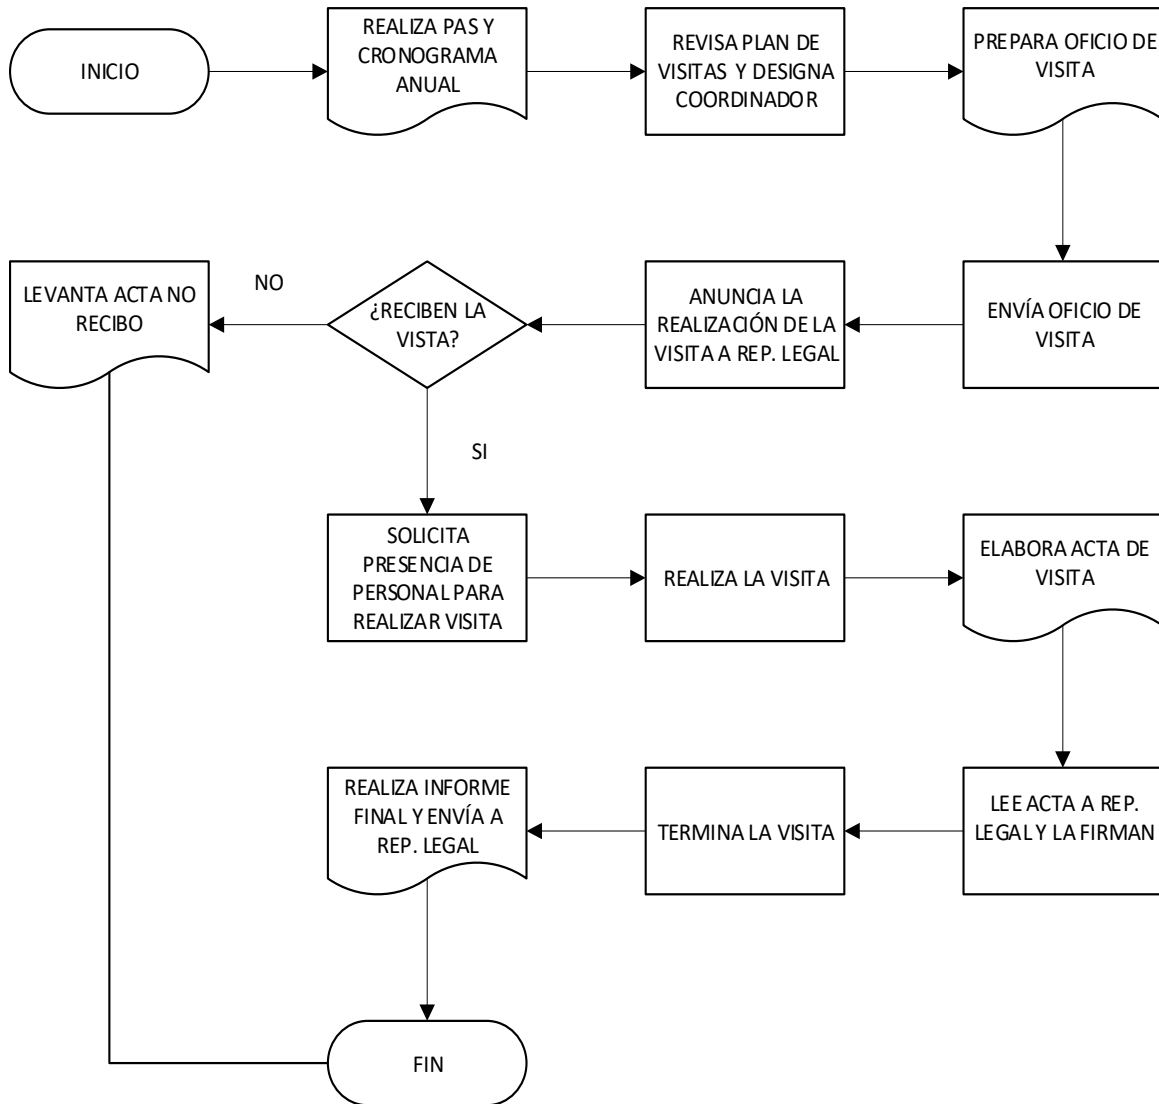 INICIO
REALIZA PAS Y
CRONOGRAMA
ANUAL
REVISA PLAN DE
VISITAS Y DESIGNA
COORDINADOR
PREPARA OFICIO DE
VISITA
LEVANTA ACTA NO
RECIBO
NO
¿RECIBEN LA
VISTA?
ANUNCIA LA
REALIZACIÓN DE LA
VISITA A REP. LEGAL
ENVÍA OFICIO DE
VISITA
SI
SOLICITA
PRESENCIA DE
PERSONAL PARA
REALIZAR VISITA
REALIZA LA VISITA
ELABORA ACTA DE
VISITA
REALIZA INFORME
FINAL Y ENVÍA A
REP. LEGAL
TERMINA LA VISITA
LEE ACTA A REP.
LEGAL Y LA FIRMAN
FIN